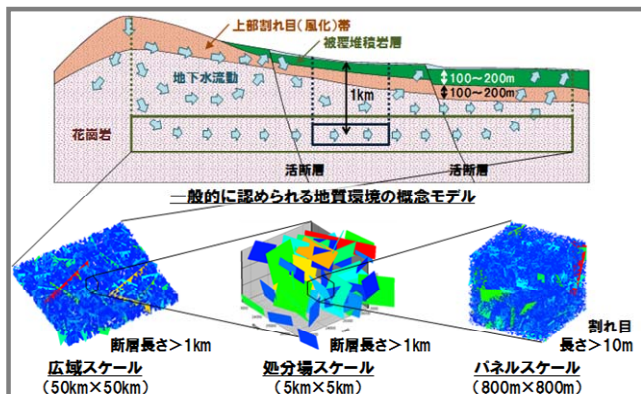 上部割れ目(風化)帯
被覆堆積岩層
地下水流動
100~200m
100~200m
1km
花崗岩
活断層
活断層
一般的に認められる地質環境の概念モデル
断層長さ>1km
広域スケール
(50km×50km)
断層長さ>1km
処分場スケール
(5km×5km)
割れ目
長さ>10m
パネルスケール
(800m×800m)